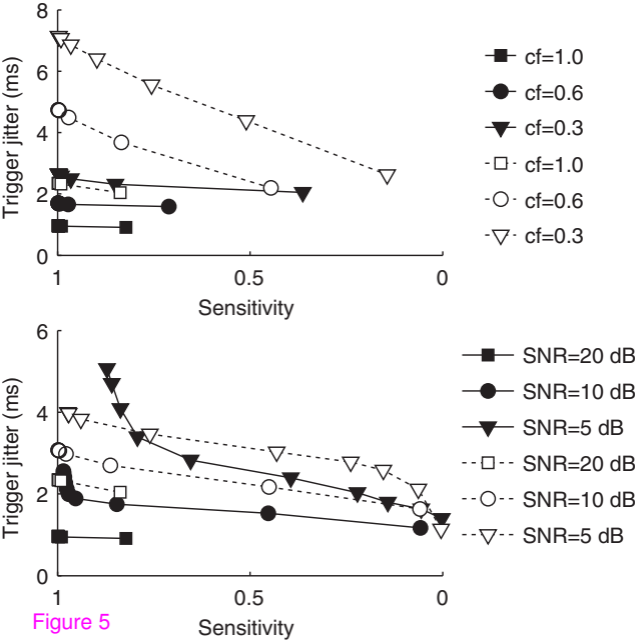 8
6
4
2
0
Trigger jitter (ms)
1
0.5
0
Sensitivity
cf=1.0
cf=0.6
cf=0.3
cf=1.0
cf=0.6
cf=0.3
6
4
2
0
Trigger jitter (ms)
1
0.5
0
Sensitivity
SNR=20 dB
SNR=10 dB
SNR=5 dB
SNR=20 dB
SNR=10 dB
SNR=5 dB
Figure 5